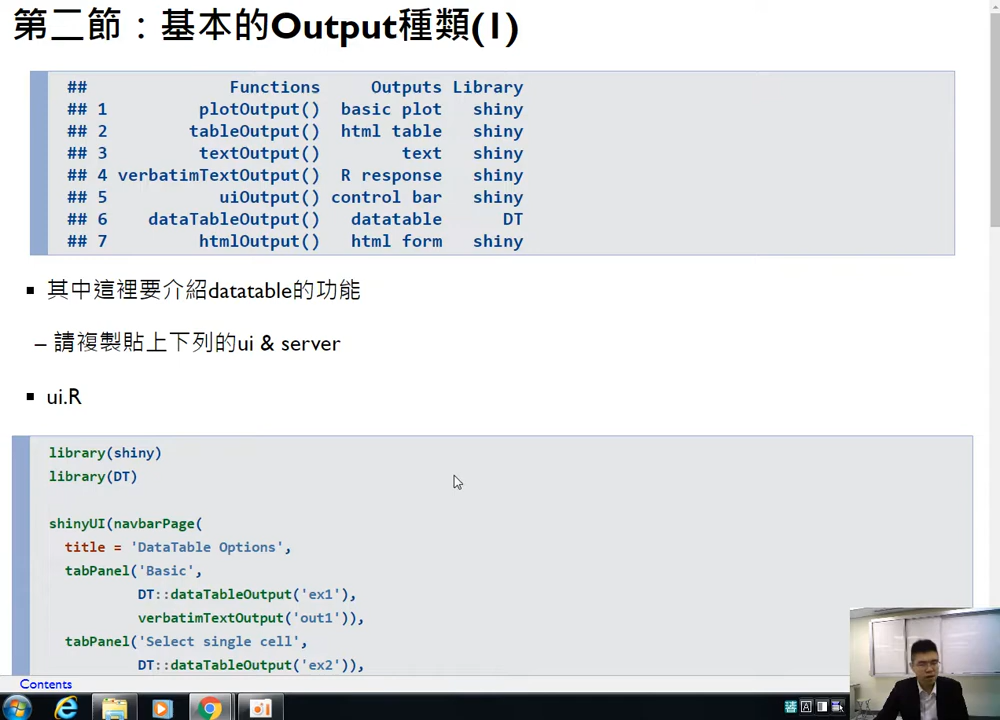 第二節：基本的Output種類(1)
## Functions Outputs Library
## 1 plotOutput() basic plot shiny
## 2 tableOutput() html table shiny
## 3 textOutput() text shiny
## 4 verbatimTextOutput() R response shiny
## 5 uiOutput() control bar shiny
## 6 dataTableOutput() datatable DT
## 7 htmlOutput() html form shiny
▪ 其中這裡要介紹datatable的功能
– 請複製貼上下列的ui & server
▪ ui.R
library(shiny)
library(DT)
shinyUI(navbarPage(
title = 'DataTable Options',
tabPanel('Basic',
DT::dataTableOutput('ex1'),
verbatimTextOutput('out1')),
tabPanel('Select single cell',
DT::dataTableOutput('ex2')),
Contents